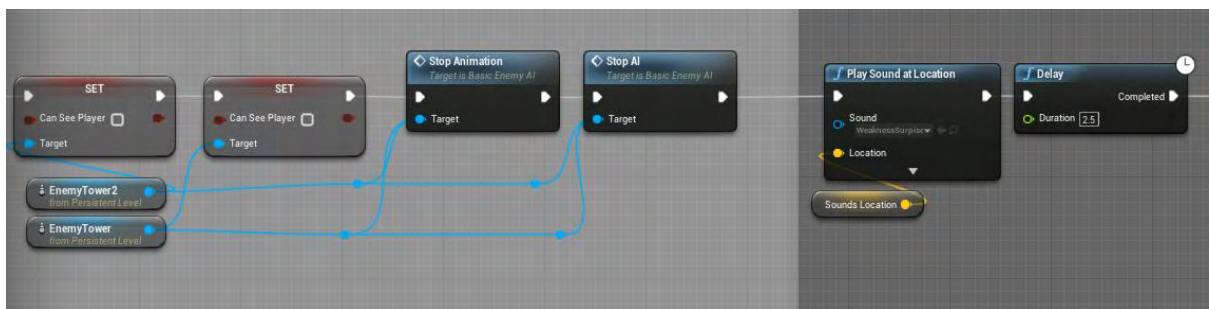 SET
Can See Player
Target
SET
Can See Player
Target
EnemyTower2
from Persistent Level
EnemyTower
from Persistent Level
Stop Animation
Target is Basic Enemy AI
Target
Stop AI
Target is Basic Enemy AI
Target
f Play Sound at Location
Sound
WeaknessSurpise
Location
Sounds Location
f Delay
Completed
Duration 2.5